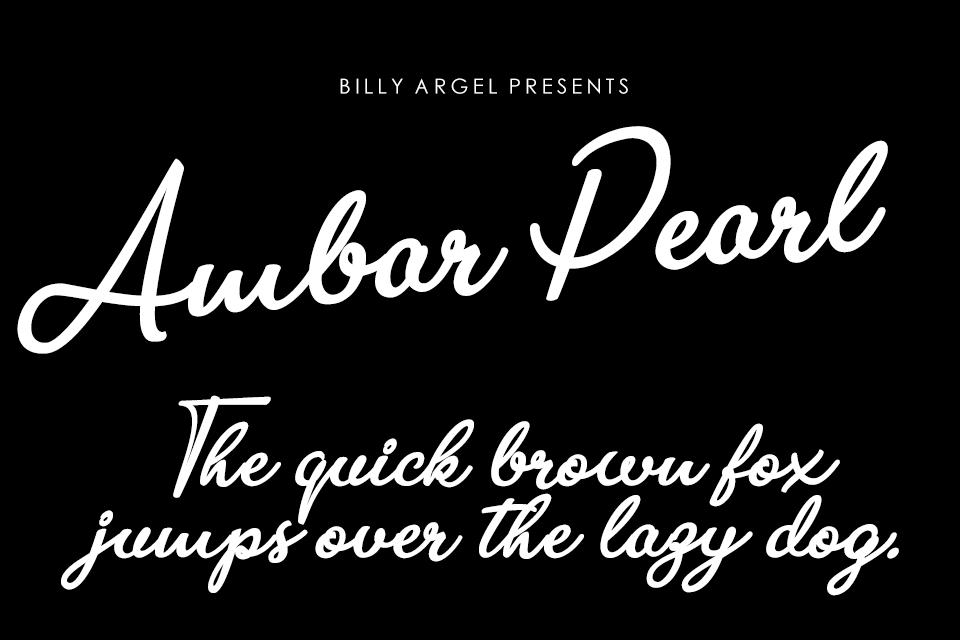 BILLY ARGEL PRESENTS
Ambar Pearl
The quick brown fox
jumps over the lazy dog.